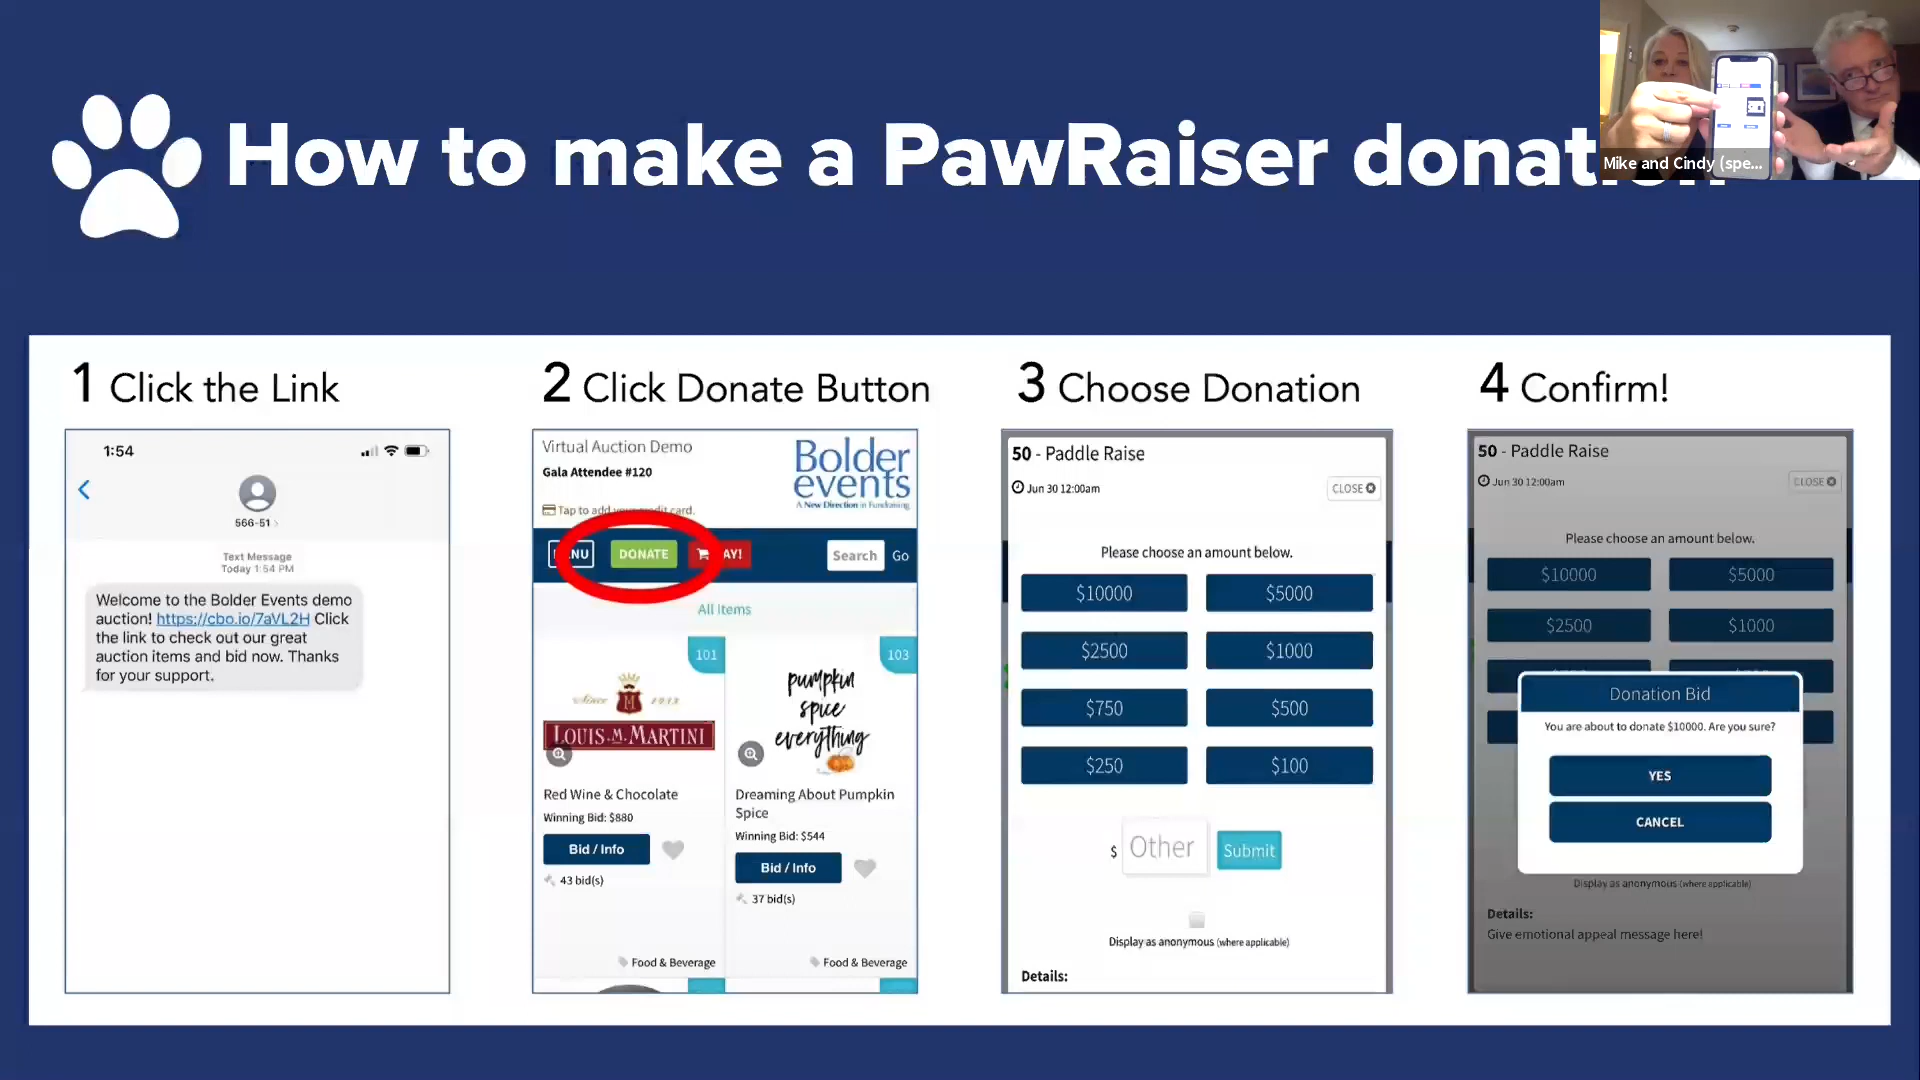 How to make a PawRaiser donation
Mike and Cindy (spe...
1 Click the Link
1:54
566-51 >
Text Message
Today 1:54 PM
Welcome to the Bolder Events demo
auction! https://cbo.io/7aVL2H Click
the link to check out our great
auction items and bid now. Thanks
for your support.
2 Click Donate Button
Virtual Auction Demo
Gala Attendee #120
Bolder
events
A New Direction in Fundraising
Tap to add your credit card.
DONATE
Search Go
All Items
101
103
Since 1933
LOUIS M. MARTINI
pumpkin
spice
everything
Red Wine & Chocolate
Winning Bid: $880
Bid / Info
43 bid(s)
Food & Beverage
Dreaming About Pumpkin
Spice
Winning Bid: $544
Bid / Info
37 bid(s)
Food & Beverage
3 Choose Donation
50 - Paddle Raise
Jun 30 12:00am
CLOSE
Please choose an amount below.
$10000 $5000
$2500 $1000
$750 $500
$250 $100
$ Other Submit
Display as anonymous (where applicable)
Details:
4 Confirm!
50 - Paddle Raise
Jun 30 12:00am
CLOSE
Please choose an amount below.
$10000 $5000
$2500 $1000
Donation Bid
You are about to donate $10000. Are you sure?
YES
CANCEL
Display as anonymous (where applicable)
Details:
Give emotional appeal message here!